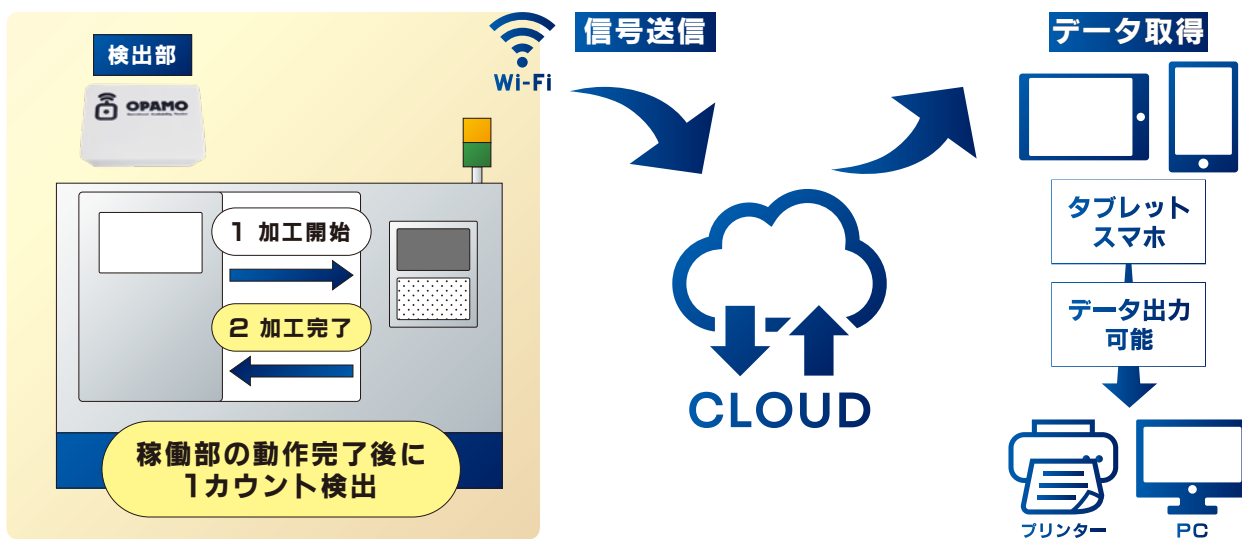 検出部
OPAMO
1 加工開始
2 加工完了
稼働部の動作完了後に
1カウント検出
Wi-Fi
信号送信
CLOUD
データ取得
タブレット
スマホ
データ出力
可能
プリンター
PC